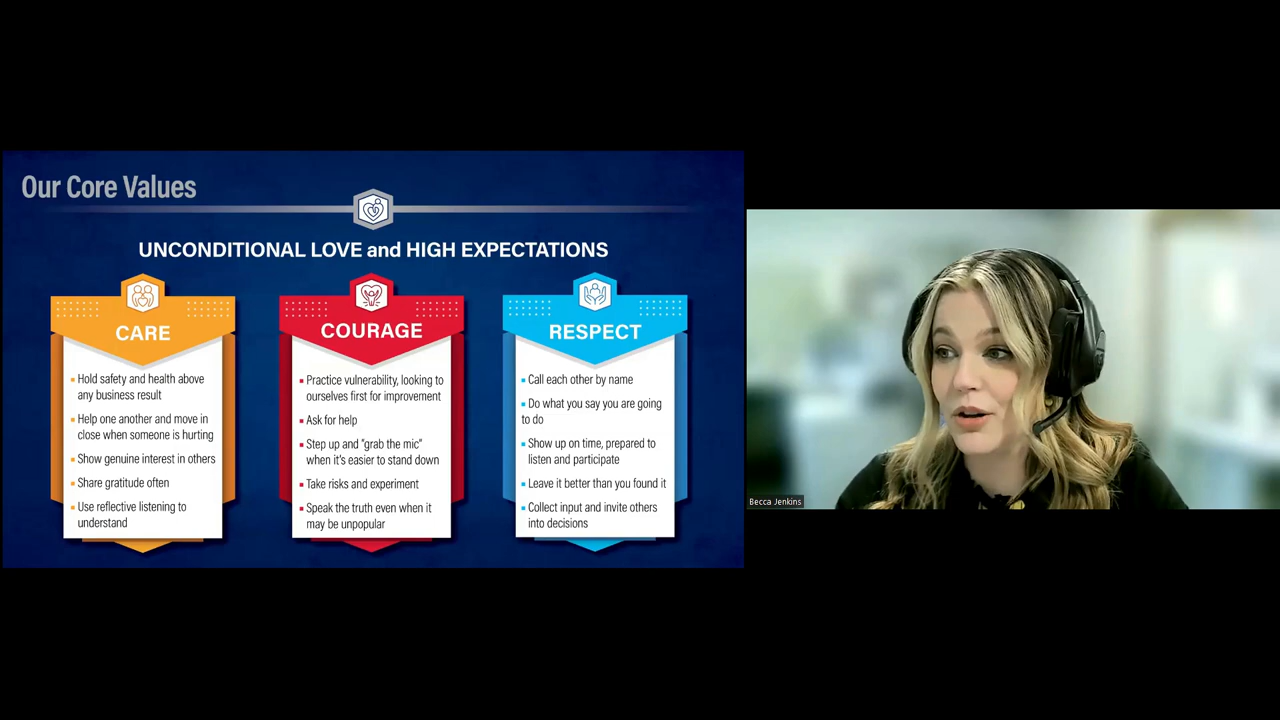 Our Core Values
UNCONDITIONAL LOVE and HIGH EXPECTATIONS
CARE
▪ Hold safety and health above
any business result
▪ Help one another and move in
close when someone is hurting
▪ Show genuine interest in others
▪ Share gratitude often
▪ Use reflective listening to
understand
COURAGE
▪ Practice vulnerability, looking to
ourselves first for improvement
▪ Ask for help
▪ Step up and "grab the mic"
when it's easier to stand down
▪ Take risks and experiment
▪ Speak the truth even when it
may be unpopular
RESPECT
▪ Call each other by name
▪ Do what you say you are going
to do
▪ Show up on time, prepared to
listen and participate
▪ Leave it better than you found it
▪ Collect input and invite others
into decisions
Becca Jenkins